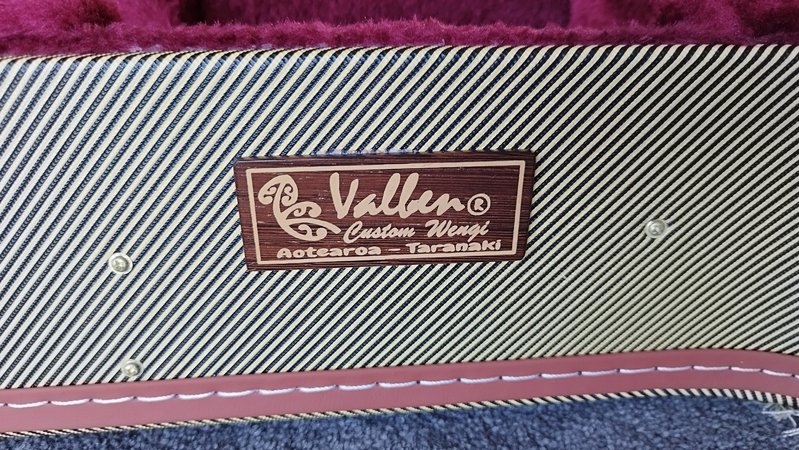 Valben ®
Custom Wengi
Aotearoa Taranaki